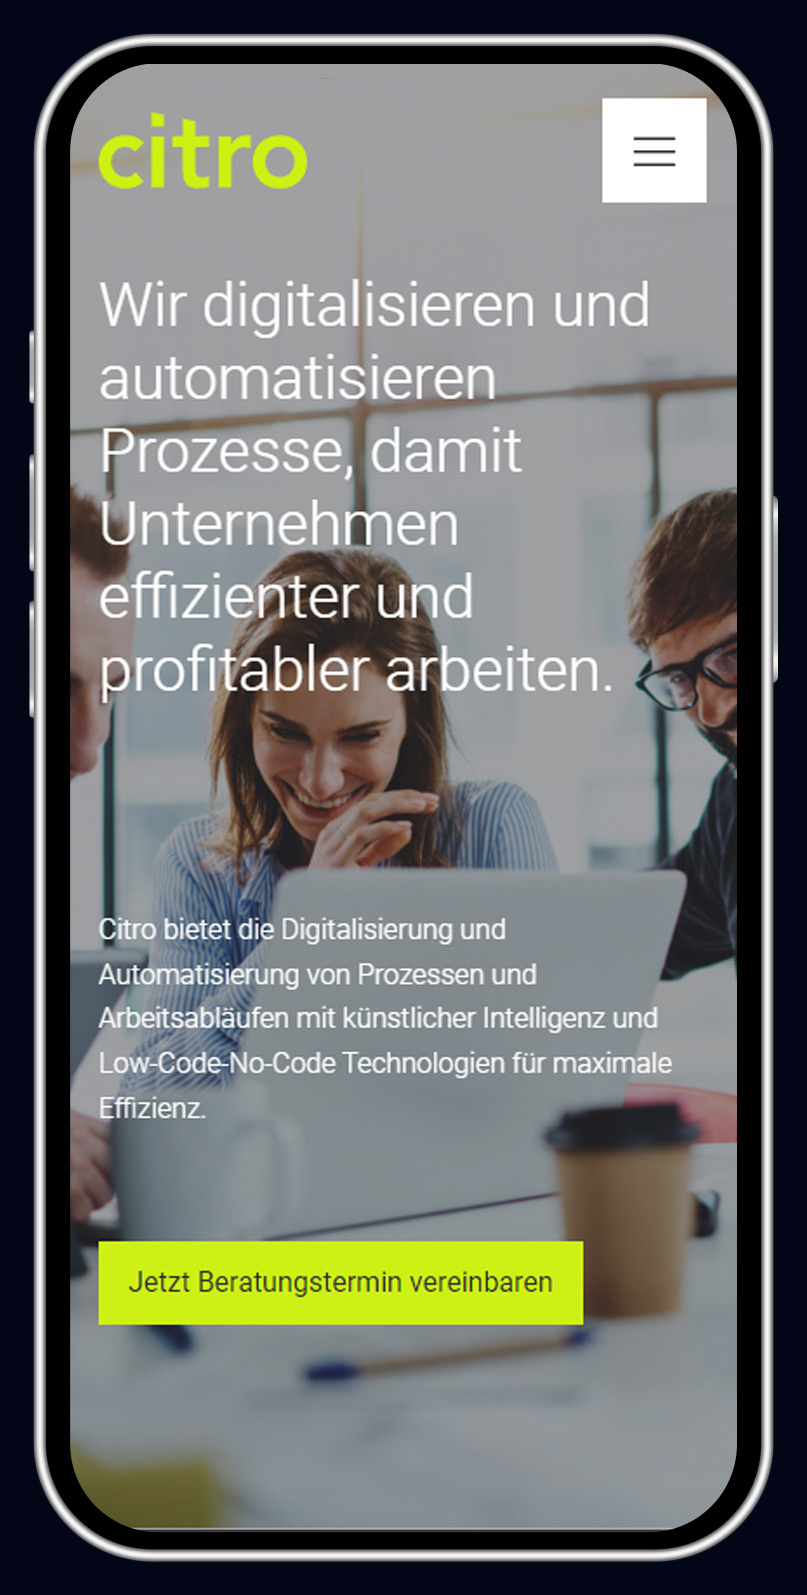 citro
Wir digitalisieren und
automatisieren
Prozesse, damit
Unternehmen
effizienter und
profitabler arbeiten.
Citro bietet die Digitalisierung und
Automatisierung von Prozessen und
Arbeitsabläufen mit künstlicher Intelligenz und
Low-Code-No-Code Technologien für maximale
Effizienz.
Jetzt Beratungstermin vereinbaren